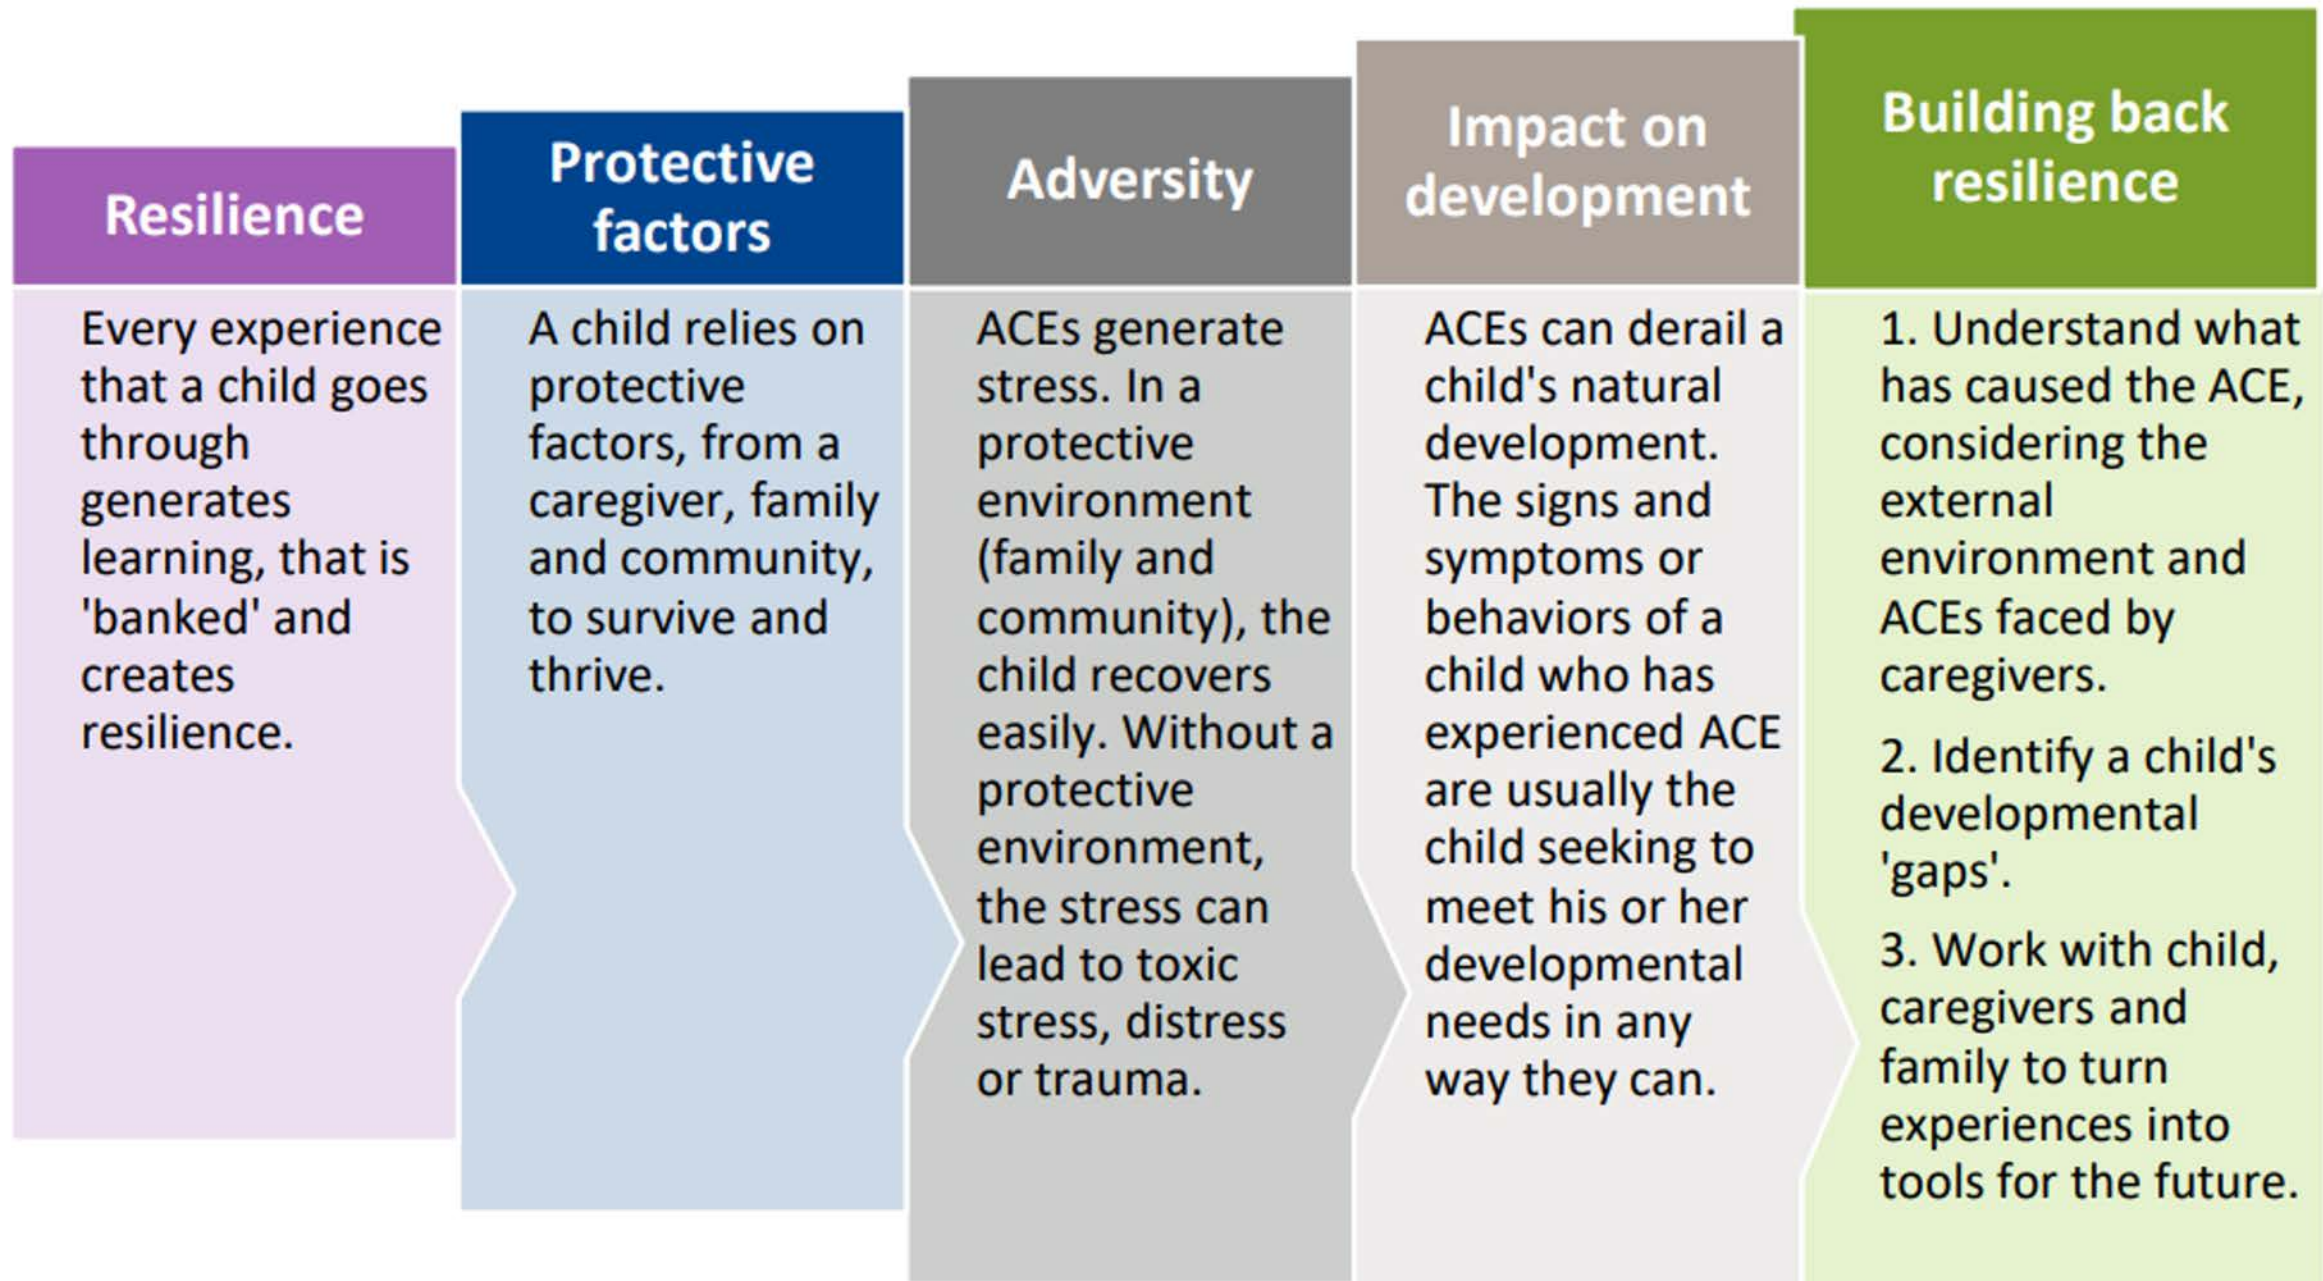 Resilience
Every experience
that a child goes
through
generates
learning, that is
'banked' and
creates
resilience.
Protective
factors
A child relies on
protective
factors, from a
caregiver, family
and community,
to survive and
thrive.
Adversity
ACEs generate
stress. In a
protective
environment
(family and
community), the
child recovers
easily. Without a
protective
environment,
the stress can
lead to toxic
stress, distress
or trauma.
Impact on
development
ACEs can derail a
child's natural
development.
The signs and
symptoms or
behaviors of a
child who has
experienced ACE
are usually the
child seeking to
meet his or her
developmental
needs in any
way they can.
Building back
resilience
1. Understand what
has caused the ACE,
considering the
external
environment and
ACEs faced by
caregivers.
2. Identify a child's
developmental
'gaps'.
3. Work with child,
caregivers and
family to turn
experiences into
tools for the future.